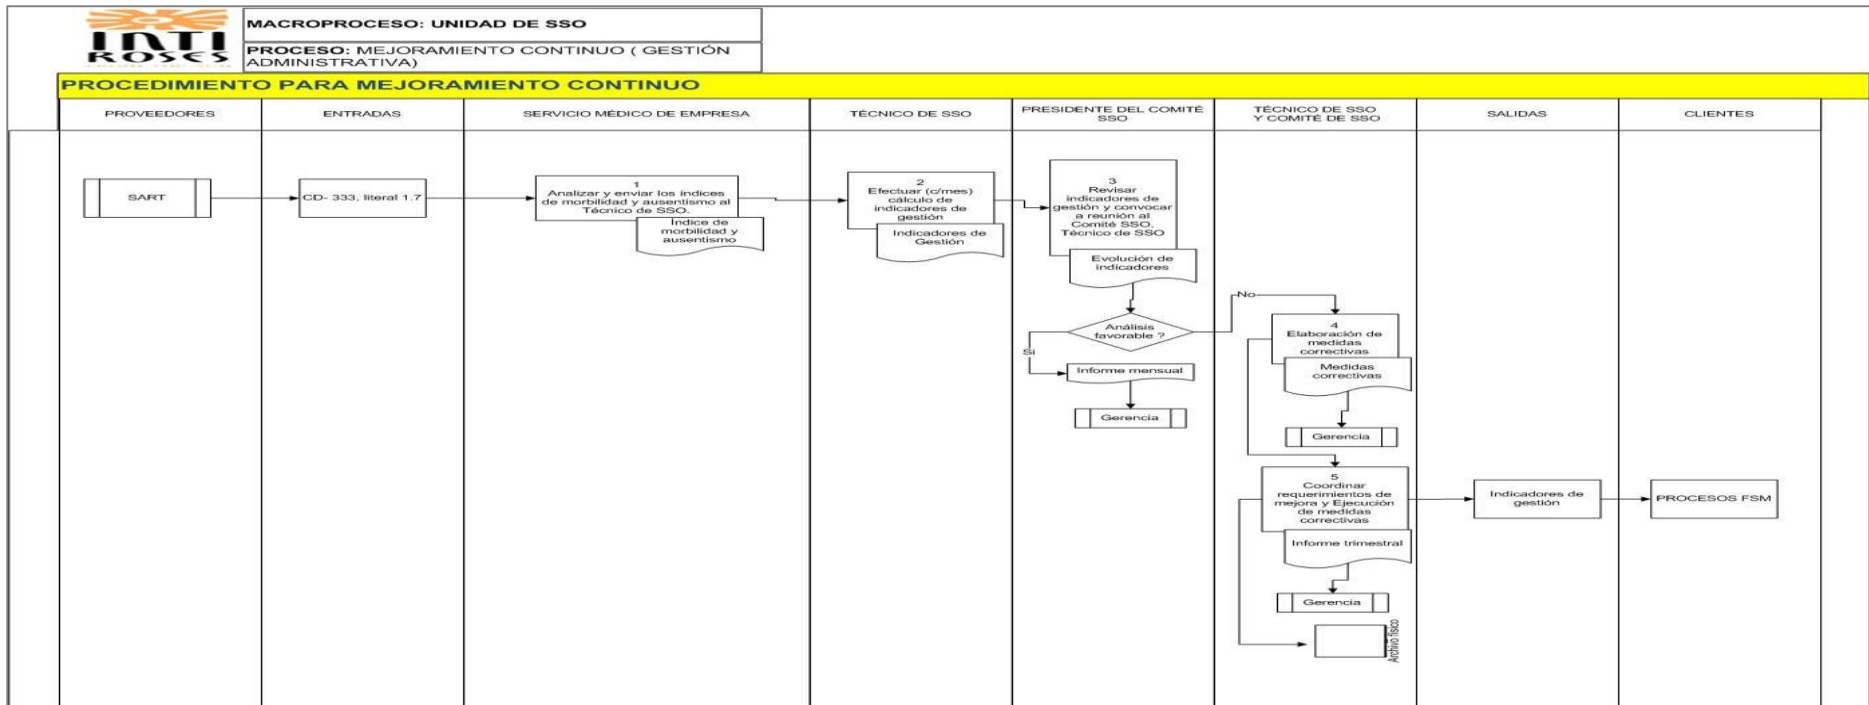 INTI
ROSES
MACROPROCESO: UNIDAD DE SSO
PROCESO: MEJORAMIENTO CONTINUO ( GESTIÓN
ADMINISTRATIVA)
PROCEDIMIENTO PARA MEJORAMIENTO CONTINUO
PROVEEDORES
ENTRADAS
SERVICIO MÉDICO DE EMPRESA
TÉCNICO DE SSO
PRESIDENTE DEL COMITÉ
SSO
TÉCNICO DE SSO
Y COMITÉ DE SSO
SALIDAS
CLIENTES
SART
CD- 333, literal 1.7
1
Analizar y enviar los índices
de morbilidad y ausentismo al
Técnico de SSO.
Índice de
morbilidad y
ausentismo
2
Efectuar (c/mes)
cálculo de
indicadores de
gestión
Indicadores de
Gestión
3
Revisar
indicadores de
gestión y convocar
a reunión al
Comité SSO,
Técnico de SSO
Evolución de
indicadores
Análisis
favorable ?
Si
No
Informe mensual
Gerencia
4
Elaboración de
medidas
correctivas
Medidas
correctivas
Gerencia
5
Coordinar
requerimientos de
mejora y Ejecución
de medidas
correctivas
Informe trimestral
Gerencia
Archivo físico
Indicadores de
gestión
PROCESOS FSM